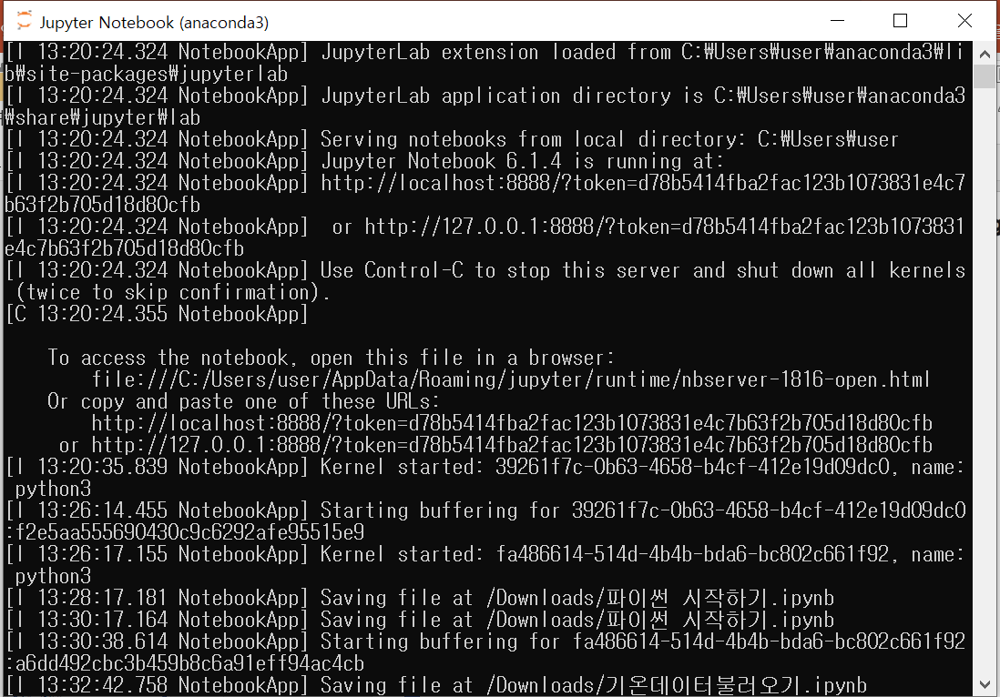 Jupyter Notebook (anaconda3)
[I 13:20:24.324 NotebookApp] JupyterLab extension loaded from C:₩Users₩user₩anaconda3₩li
b₩site-packages₩jupyterlab
[I 13:20:24.324 NotebookApp] JupyterLab application directory is C:₩Users₩user₩anaconda3
₩share₩jupyter₩lab
[I 13:20:24.324 NotebookApp] Serving notebooks from local directory: C:₩Users₩user
[I 13:20:24.324 NotebookApp] Jupyter Notebook 6.1.4 is running at:
[I 13:20:24.324 NotebookApp] http://localhost:8888/?token=d78b5414fba2fac123b1073831e4c7
b63f2b705d18d80cfb
[I 13:20:24.324 NotebookApp]  or http://127.0.0.1:8888/?token=d78b5414fba2fac123b1073831
e4c7b63f2b705d18d80cfb
[I 13:20:24.324 NotebookApp] Use Control-C to stop this server and shut down all kernels
 (twice to skip confirmation).
[C 13:20:24.355 NotebookApp]
    To access the notebook, open this file in a browser:
        file:///C:/Users/user/AppData/Roaming/jupyter/runtime/nbserver-1816-open.html
    Or copy and paste one of these URLs:
        http://localhost:8888/?token=d78b5414fba2fac123b1073831e4c7b63f2b705d18d80cfb
     or http://127.0.0.1:8888/?token=d78b5414fba2fac123b1073831e4c7b63f2b705d18d80cfb
[I 13:20:35.839 NotebookApp] Kernel started: 39261f7c-0b63-4658-b4cf-412e19d09dc0, name:
 python3
[I 13:26:14.455 NotebookApp] Starting buffering for 39261f7c-0b63-4658-b4cf-412e19d09dc0
:f2e5aa555690430c9c6292afe95515e9
[I 13:26:17.155 NotebookApp] Kernel started: fa486614-514d-4b4b-bda6-bc802c661f92, name:
 python3
[I 13:28:17.181 NotebookApp] Saving file at /Downloads/파이썬 시작하기.ipynb
[I 13:30:17.164 NotebookApp] Saving file at /Downloads/파이썬 시작하기.ipynb
[I 13:30:38.614 NotebookApp] Starting buffering for fa486614-514d-4b4b-bda6-bc802c661f92
:a6dd492cbc3b459b8c6a91eff94ac4cb
[I 13:32:42.758 NotebookApp] Saving file at /Downloads/기온데이터불러오기.ipynb